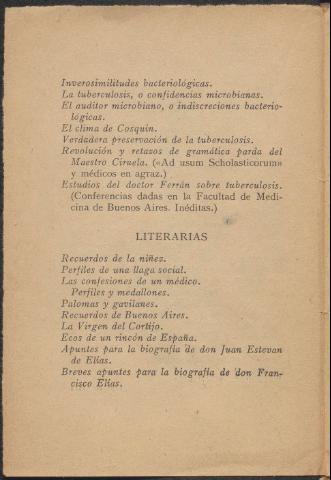 Inverosimilitudes bacteriológicas.
La tuberculosis, o confidencias microbianas.
El auditor microbiano, o indiscreciones bacterio-
lógicas.
El clima de Cosquín.
Verdadera preservación de la tuberculosis.
Revolución y retazos de gramática parda del
Maestro Ciruela. («Ad usum Scholasticorum»
y médicos en agraz.)
Estudios del doctor Ferrán sobre tuberculosis.
(Conferencias dadas en la Facultad de Medi-
cina de Buenos Aires. Inéditas.)
LITERARIAS
Recuerdos de la niñez.
Perfiles de una llaga social.
Las confesiones de un médico.
Perfiles y medallones.
Palomas y gavilanes.
Recuerdos de Buenos Aires.
La Virgen del Cortijo.
Ecos de un rincón de España.
Apuntes para la biografía de don Juan Estevan
de Elías.
Breves apuntes para la biografía de don Fran-
cisco Elías.